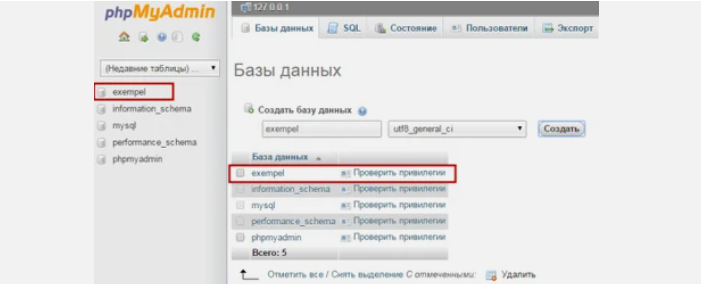 phpMyAdmin
(Недавние таблицы) ...
exempel
information_schema
mysql
performance_schema
phpmyadmin
127.0.0.1
Базы данных SQL Состояние Пользователи Экспорт
Базы данных
Создать базу данных
exempel utf8_general_ci Создать
База данных
exempel Проверить привилегии
information_schema Проверить привилегии
mysql Проверить привилегии
performance_schema Проверить привилегии
phpmyadmin Проверить привилегии
Всего: 5
Отметить все / Снять выделение С отмеченными: Удалить